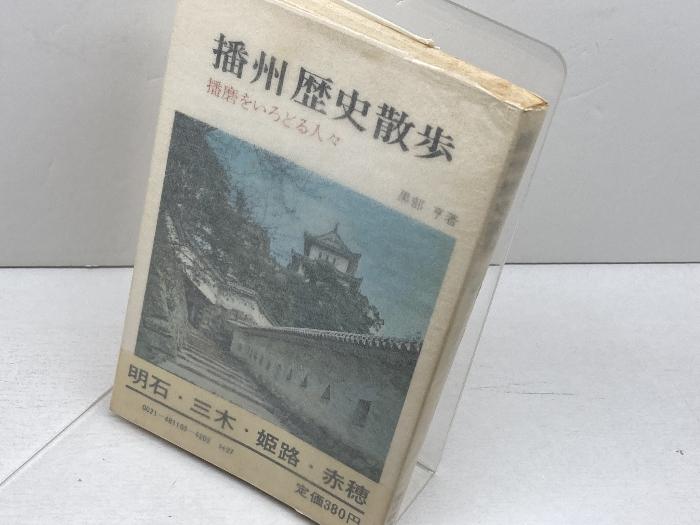 播州歴史散歩
播磨をいろどる人々
黒部 亨著
明石・三木・姫路・赤穂
定価380円